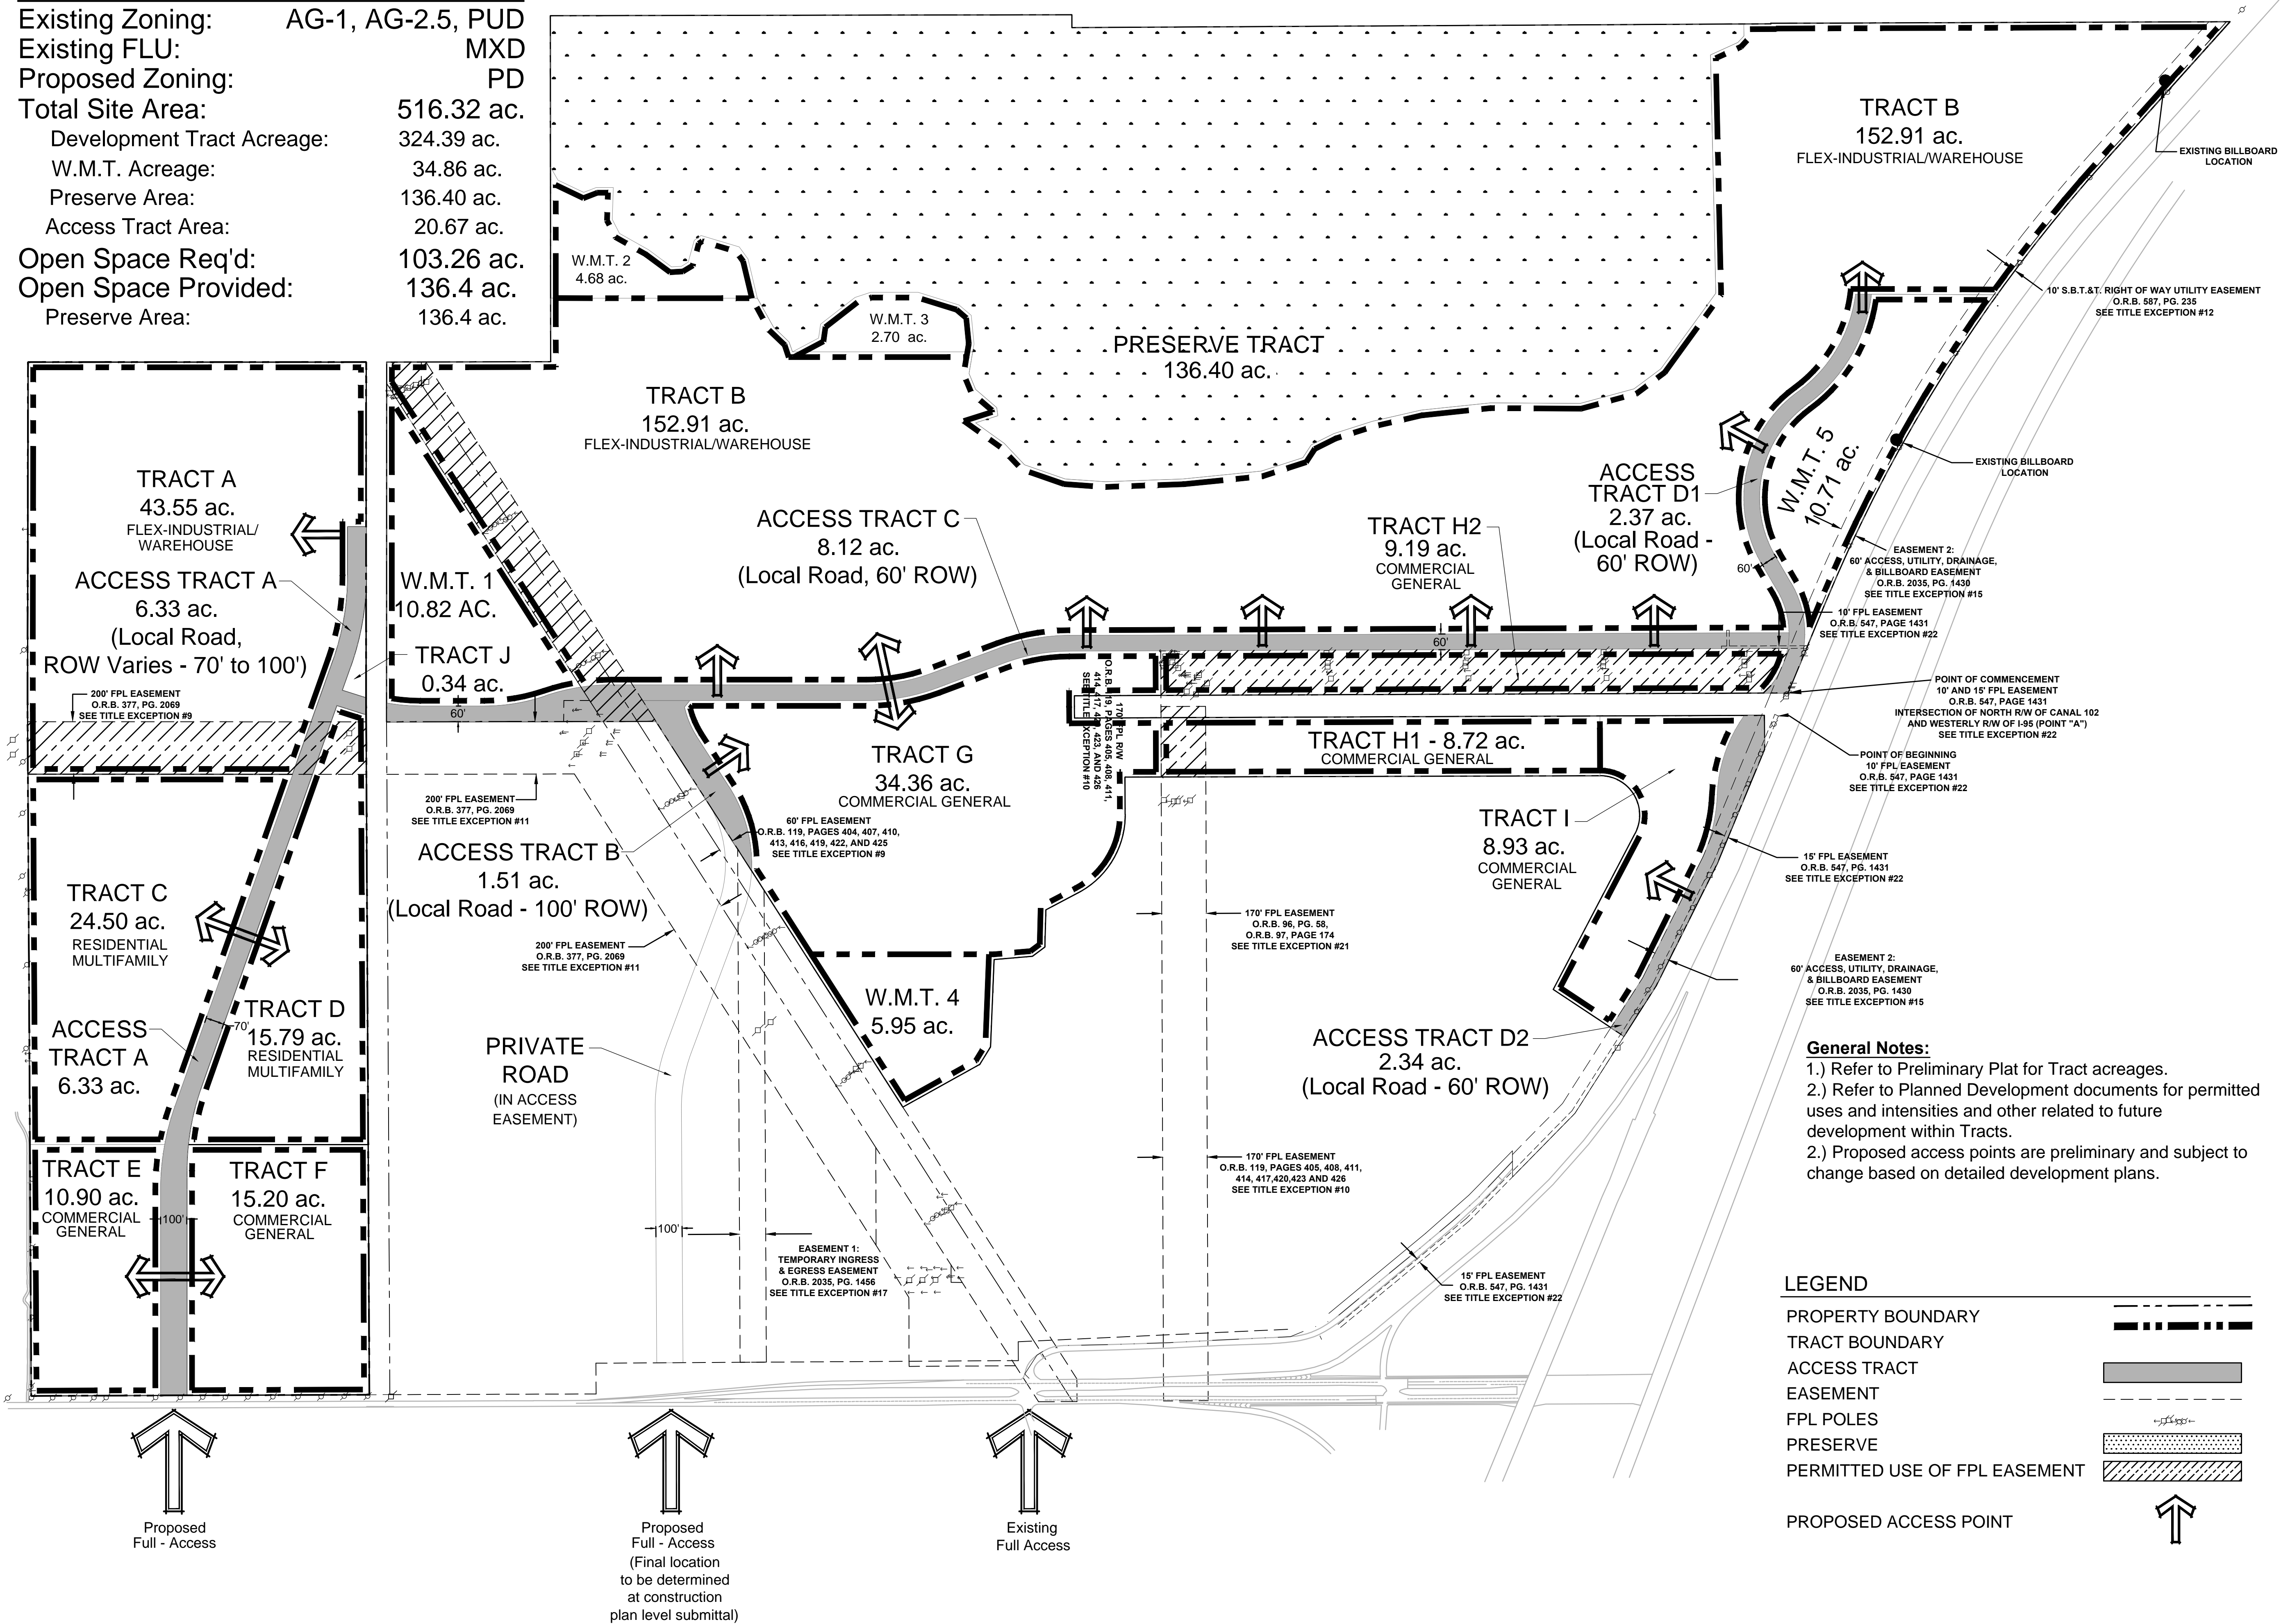 Existing Zoning: AG-1, AG-2.5, PUD
Existing FLU: MXD
Proposed Zoning: PD
Total Site Area: 516.32 ac.
Development Tract Acreage: 324.39 ac.
W.M.T. Acreage: 34.86 ac.
Preserve Area: 136.40 ac.
Access Tract Area: 20.67 ac.
Open Space Req'd: 103.26 ac.
Open Space Provided: 136.4 ac.
Preserve Area: 136.4 ac.
TRACT B
152.91 ac.
FLEX-INDUSTRIAL/WAREHOUSE
EXISTING BILLBOARD
LOCATION
W.M.T. 2
4.68 ac.
W.M.T. 3
2.70 ac.
PRESERVE TRACT
136.40 ac.
10' S.B.T.&T. RIGHT OF WAY UTILITY EASEMENT
O.R.B. 587, PG. 235
SEE TITLE EXCEPTION #12
TRACT B
152.91 ac.
FLEX-INDUSTRIAL/WAREHOUSE
TRACT A
43.55 ac.
FLEX-INDUSTRIAL/
WAREHOUSE
ACCESS TRACT A
6.33 ac.
(Local Road,
ROW Varies - 70' to 100')
W.M.T. 1
10.82 AC.
TRACT J
0.34 ac.
60'
200' FPL EASEMENT
O.R.B. 377, PG. 2069
SEE TITLE EXCEPTION #9
ACCESS TRACT C
8.12 ac.
(Local Road, 60' ROW)
TRACT H2
9.19 ac.
COMMERCIAL
GENERAL
60'
ACCESS
TRACT D1
2.37 ac.
(Local Road -
60' ROW)
60'
W.M.T. 5
10.71 ac.
EXISTING BILLBOARD
LOCATION
EASEMENT 2:
60' ACCESS, UTILITY, DRAINAGE,
& BILLBOARD EASEMENT
O.R.B. 2035, PG. 1430
SEE TITLE EXCEPTION #15
10' FPL EASEMENT
O.R.B. 547, PAGE 1431
SEE TITLE EXCEPTION #22
POINT OF COMMENCEMENT
10' AND 15' FPL EASEMENT
O.R.B. 547, PAGE 1431
INTERSECTION OF NORTH R/W OF CANAL 102
AND WESTERLY R/W OF I-95 (POINT "A")
SEE TITLE EXCEPTION #22
POINT OF BEGINNING
10' FPL EASEMENT
O.R.B. 547, PAGE 1431
SEE TITLE EXCEPTION #22
170' FPL R/W
O.R.B. 119, PAGES 405, 408, 411,
414, 417, 420, 423, AND 426
SEE TITLE EXCEPTION #10
TRACT G
34.36 ac.
COMMERCIAL GENERAL
TRACT H1 - 8.72 ac.
COMMERCIAL GENERAL
TRACT I
8.93 ac.
COMMERCIAL
GENERAL
200' FPL EASEMENT
O.R.B. 377, PG. 2069
SEE TITLE EXCEPTION #11
60' FPL EASEMENT
O.R.B. 119, PAGES 404, 407, 410,
413, 416, 419, 422, AND 425
SEE TITLE EXCEPTION #9
ACCESS TRACT B
1.51 ac.
(Local Road - 100' ROW)
15' FPL EASEMENT
O.R.B. 547, PG. 1431
SEE TITLE EXCEPTION #22
TRACT C
24.50 ac.
RESIDENTIAL
MULTIFAMILY
200' FPL EASEMENT
O.R.B. 377, PG. 2069
SEE TITLE EXCEPTION #11
170' FPL EASEMENT
O.R.B. 96, PG. 58,
O.R.B. 97, PAGE 174
SEE TITLE EXCEPTION #21
EASEMENT 2:
60' ACCESS, UTILITY, DRAINAGE,
& BILLBOARD EASEMENT
O.R.B. 2035, PG. 1430
SEE TITLE EXCEPTION #15
W.M.T. 4
5.95 ac.
TRACT D
15.79 ac.
RESIDENTIAL
MULTIFAMILY
70'
ACCESS
TRACT A
6.33 ac.
PRIVATE
ROAD
(IN ACCESS
EASEMENT)
ACCESS TRACT D2
2.34 ac.
(Local Road - 60' ROW)
General Notes:
1.) Refer to Preliminary Plat for Tract acreages.
2.) Refer to Planned Development documents for permitted
uses and intensities and other related to future
development within Tracts.
2.) Proposed access points are preliminary and subject to
change based on detailed development plans.
TRACT E
10.90 ac.
COMMERCIAL
GENERAL
100'
TRACT F
15.20 ac.
COMMERCIAL
GENERAL
100'
170' FPL EASEMENT
O.R.B. 119, PAGES 405, 408, 411,
414, 417,420,423 AND 426
SEE TITLE EXCEPTION #10
EASEMENT 1:
TEMPORARY INGRESS
& EGRESS EASEMENT
O.R.B. 2035, PG. 1456
SEE TITLE EXCEPTION #17
15' FPL EASEMENT
O.R.B. 547, PG. 1431
SEE TITLE EXCEPTION #22
LEGEND
PROPERTY BOUNDARY
TRACT BOUNDARY
ACCESS TRACT
EASEMENT
FPL POLES
PRESERVE
PERMITTED USE OF FPL EASEMENT
PROPOSED ACCESS POINT
Proposed
Full - Access
Proposed
Full - Access
(Final location
to be determined
at construction
plan level submittal)
Existing
Full Access